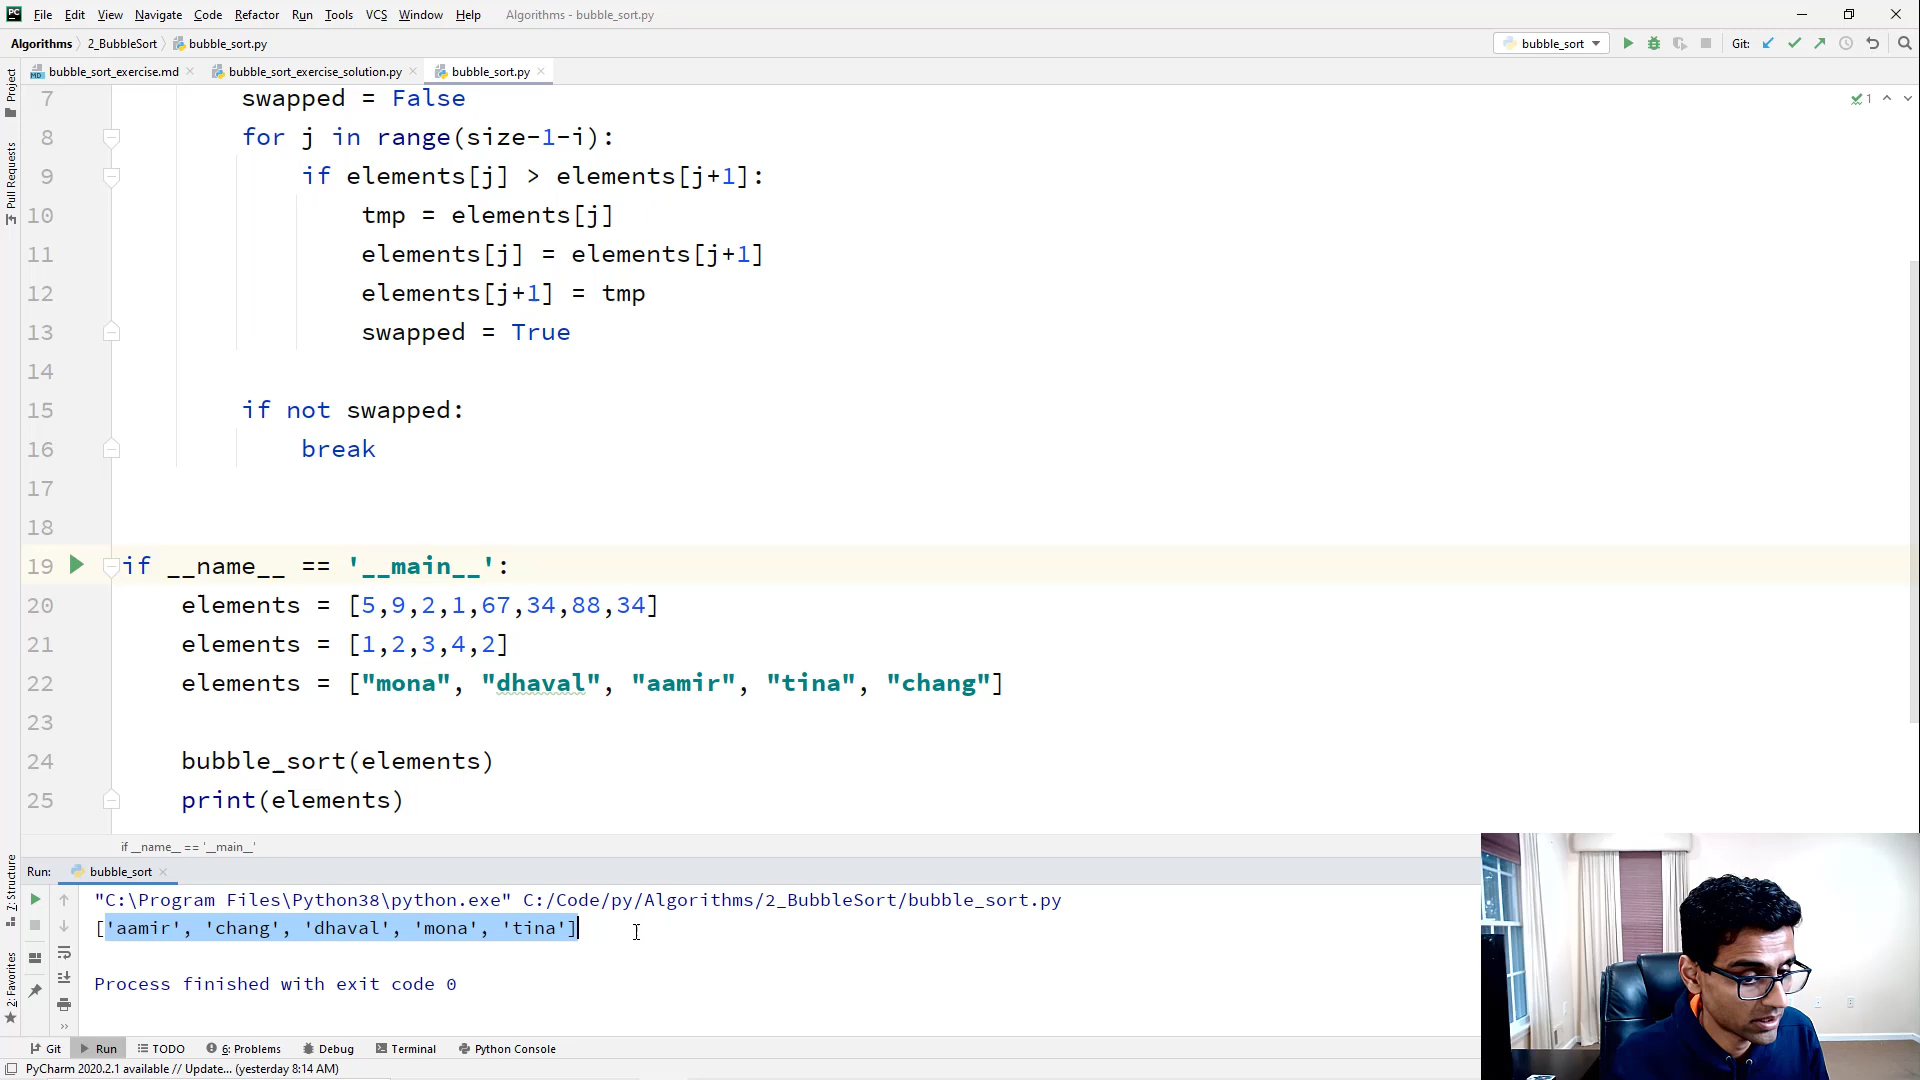 File Edit View Navigate Code Refactor Run Tools VCS Window Help Algorithms - bubble_sort.py
Algorithms 2_BubbleSort bubble_sort.py bubble_sort Git:
bubble_sort_exercise.md bubble_sort_exercise_solution.py bubble_sort.py
Project
Pull Requests
7 swapped = False
8 for j in range(size-1-i):
9 if elements[j] > elements[j+1]:
10 tmp = elements[j]
11 elements[j] = elements[j+1]
12 elements[j+1] = tmp
13 swapped = True
14
15 if not swapped:
16 break
17
18
19 if __name__ == '__main__':
20 elements = [5,9,2,1,67,34,88,34]
21 elements = [1,2,3,4,2]
22 elements = ["mona", "dhaval", "aamir", "tina", "chang"]
23
24 bubble_sort(elements)
25 print(elements)
1
if __name__ == '__main__'
Run: bubble_sort
"C:\Program Files\Python38\python.exe" C:/Code/py/Algorithms/2_BubbleSort/bubble_sort.py
['aamir', 'chang', 'dhaval', 'mona', 'tina']
Process finished with exit code 0
Z: Structure
2: Favorites
Git Run TODO 6: Problems Debug Terminal Python Console
PyCharm 2020.2.1 available // Update... (yesterday 8:14 AM)